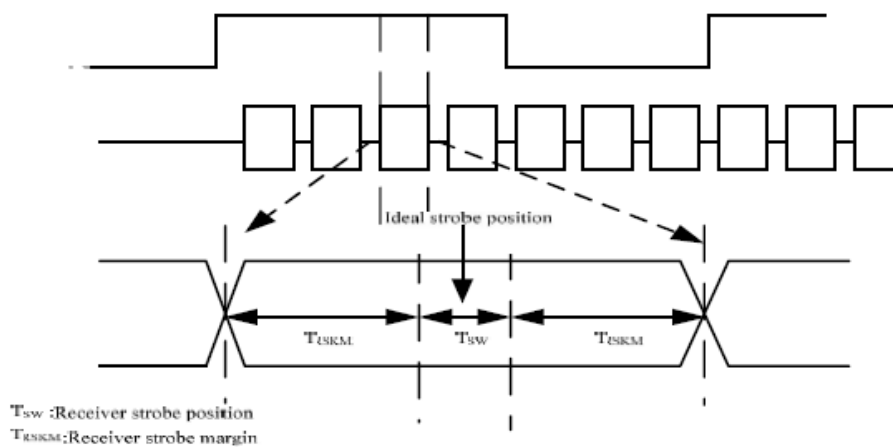 Ideal strobe position
TRSKM TSW TRSKM
TSW :Receiver strobe position
TRSKM:Receiver strobe margin